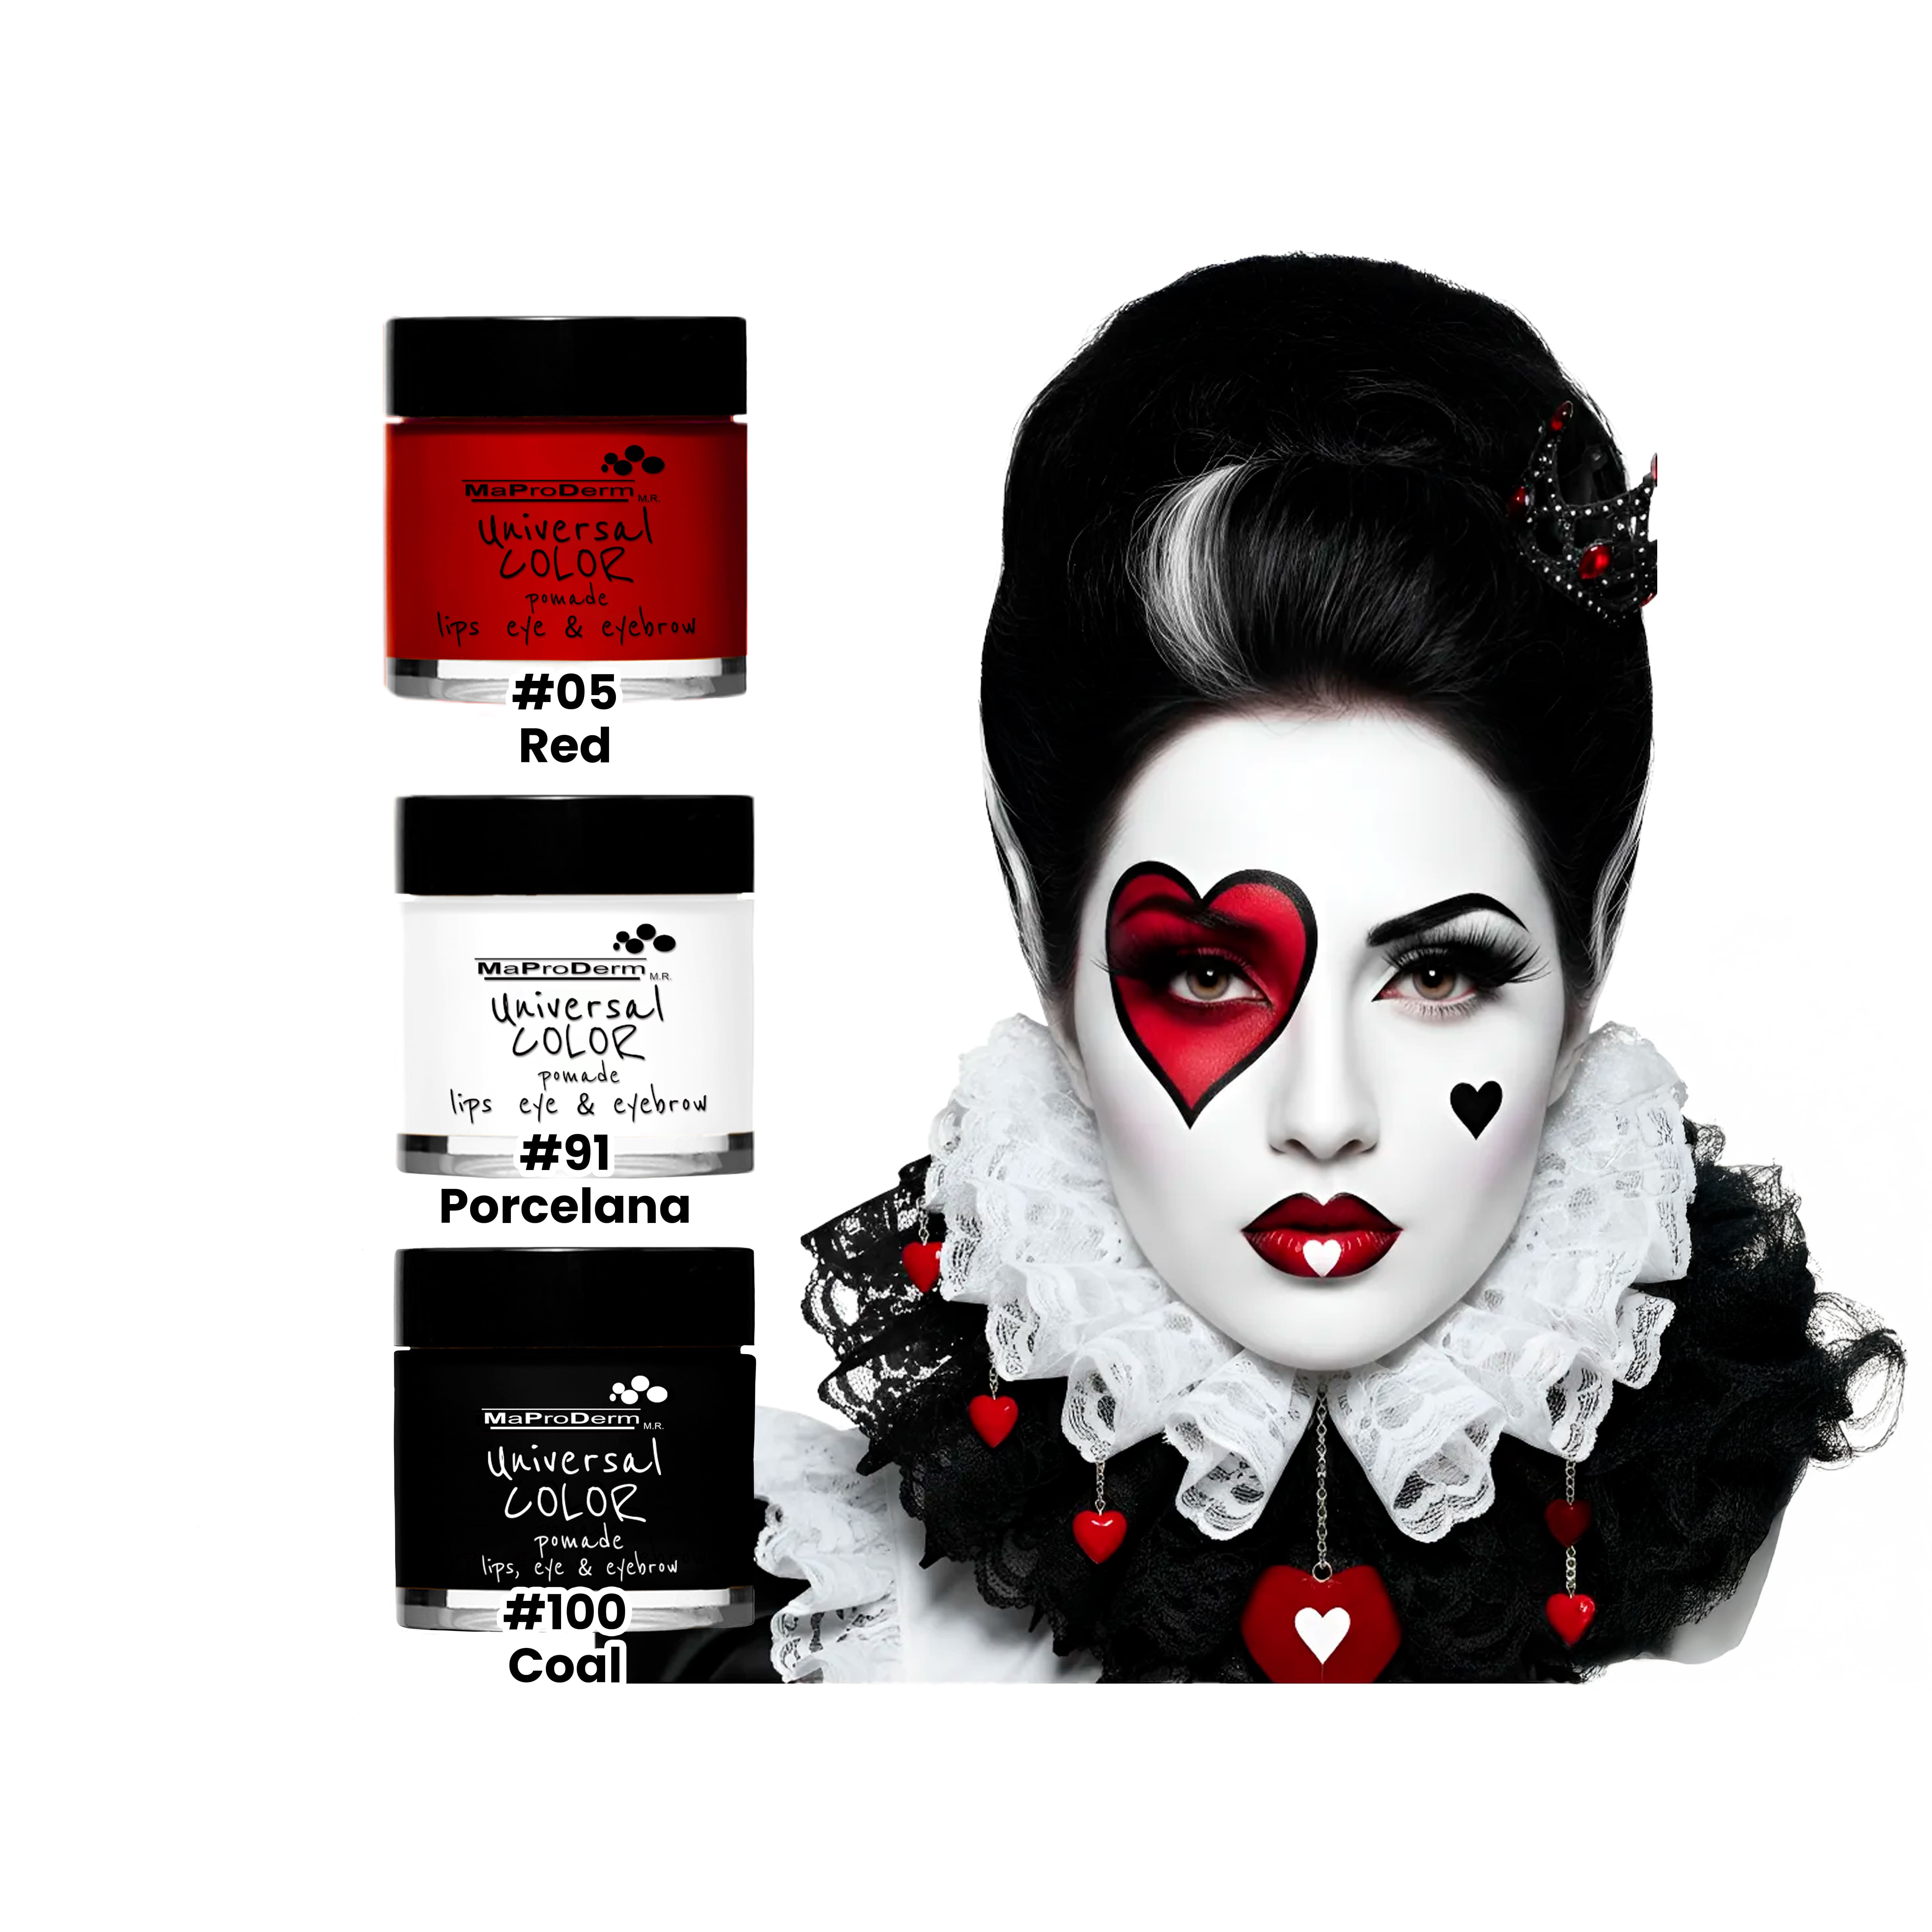 MaProDerm M.R.
Universal
COLOR
pomade
lips eye & eyebrow
#05
Red
MaProDerm M.R.
Universal
COLOR
pomade
lips eye & eyebrow
#91
Porcelana
MaProDerm M.R.
Universal
COLOR
pomade
lips, eye & eyebrow
#100
Coal